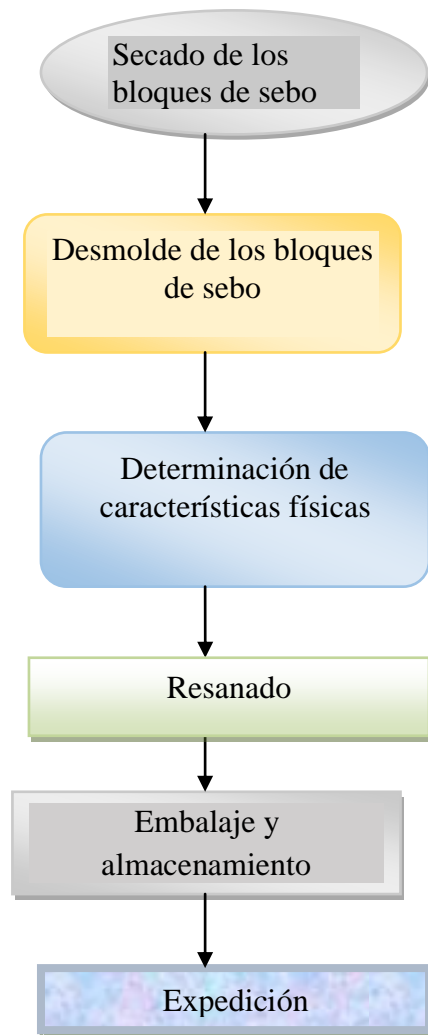 Secado de los
bloques de sebo
Desmolde de los bloques
de sebo
Determinación de
características físicas
Resanado
Embalaje y
almacenamiento
Expedición